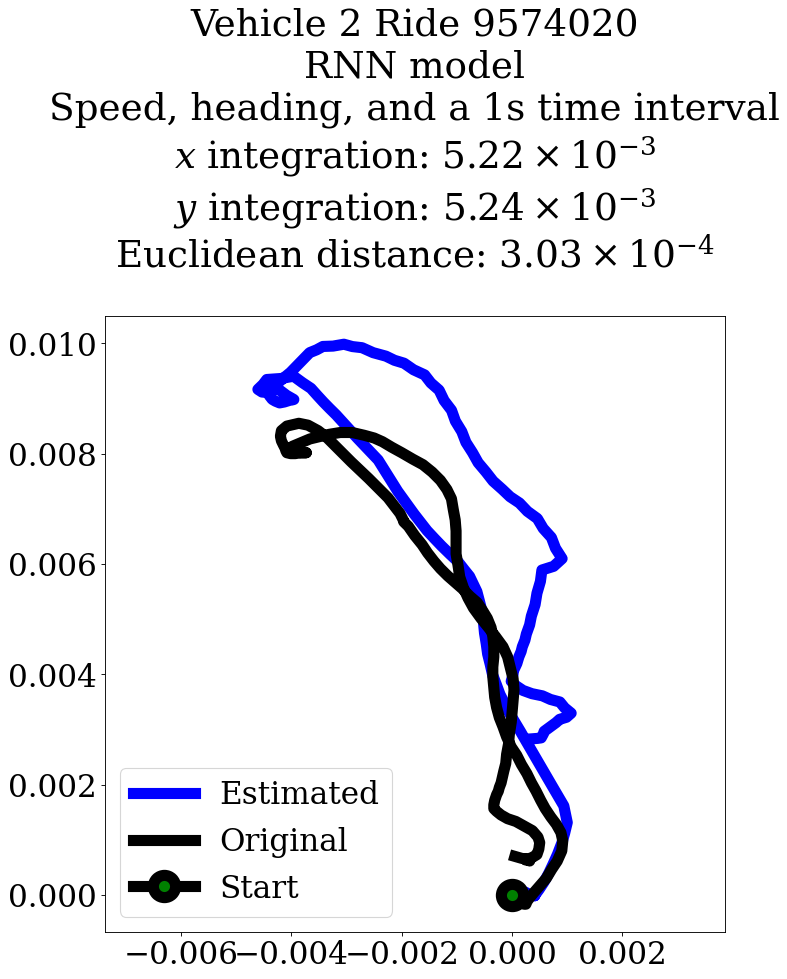 Vehicle 2 Ride 9574020
RNN model
Speed, heading, and a 1s time interval
x integration: 5.22 × 10⁻³
y integration: 5.24 × 10⁻³
Euclidean distance: 3.03 × 10⁻⁴
0.010
0.008
0.006
0.004
0.002
0.000
Estimated
Original
Start
−0.006 −0.004 −0.002 0.000 0.002